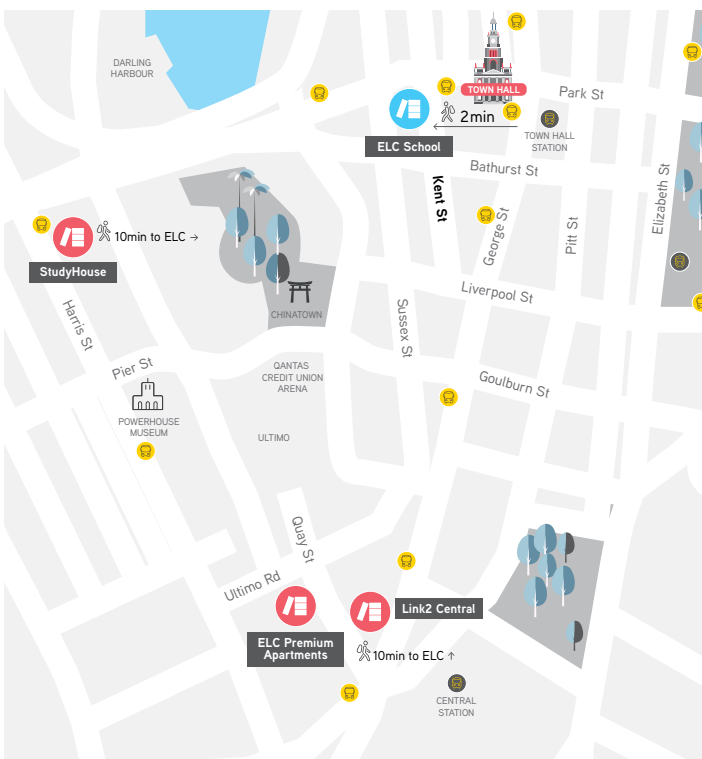 DARLING
HARBOUR
TOWN HALL
Park St
2min
TOWN HALL
STATION
ELC School
Bathurst St
Kent St
George St
Pitt St
Elizabeth St
10min to ELC →
StudyHouse
Liverpool St
CHINATOWN
Harris St
Sussex St
Pier St
QANTAS
CREDIT UNION
ARENA
Goulburn St
POWERHOUSE
MUSEUM
ULTIMO
Quay St
Ultimo Rd
Link2 Central
ELC Premium
Apartments
10min to ELC ↑
CENTRAL
STATION